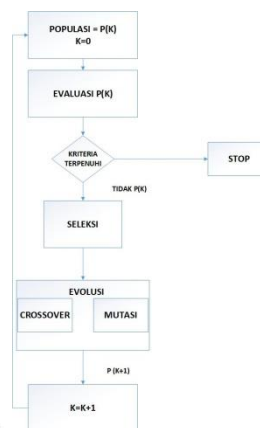 POPULASI = P(K)
K=0
EVALUASI P(K)
KRITERIA
TERPENUHI
STOP
TIDAK P(K)
SELEKSI
EVOLUSI
CROSSOVER
MUTASI
P (K+1)
K=K+1